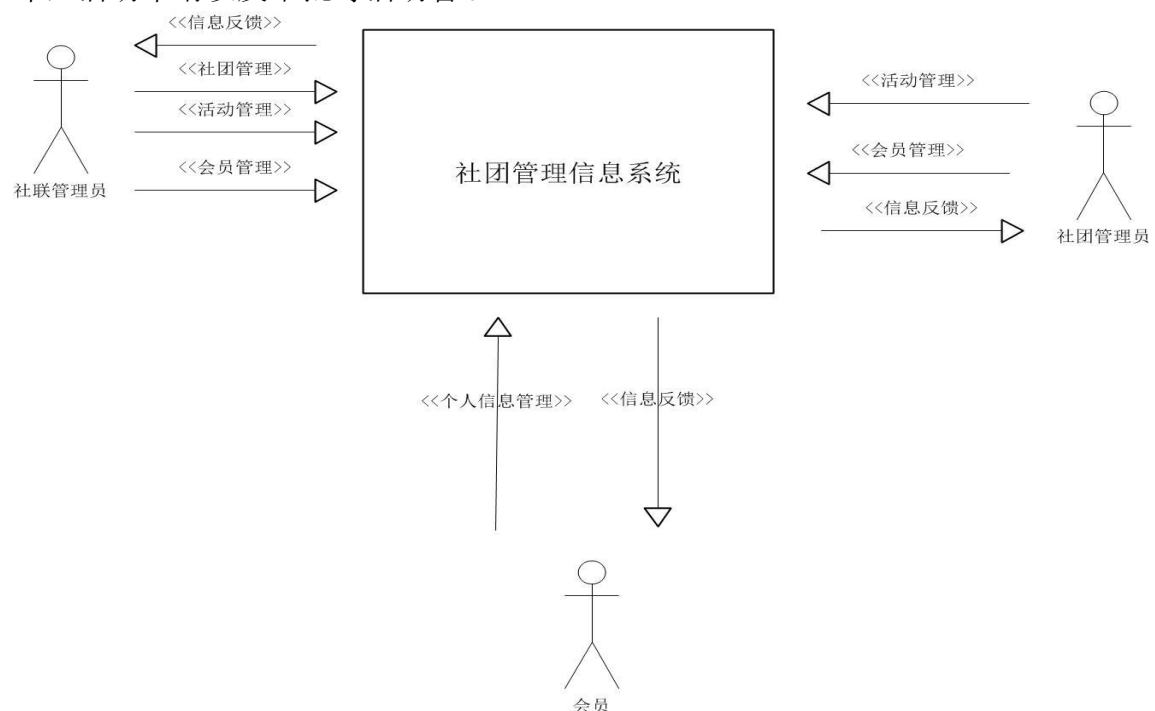 <<信息反馈>>
<<社团管理>>
<<活动管理>>
<<会员管理>>
社联管理员
社团管理信息系统
<<活动管理>>
<<会员管理>>
<<信息反馈>>
社团管理员
<<个人信息管理>>
<<信息反馈>>
会员